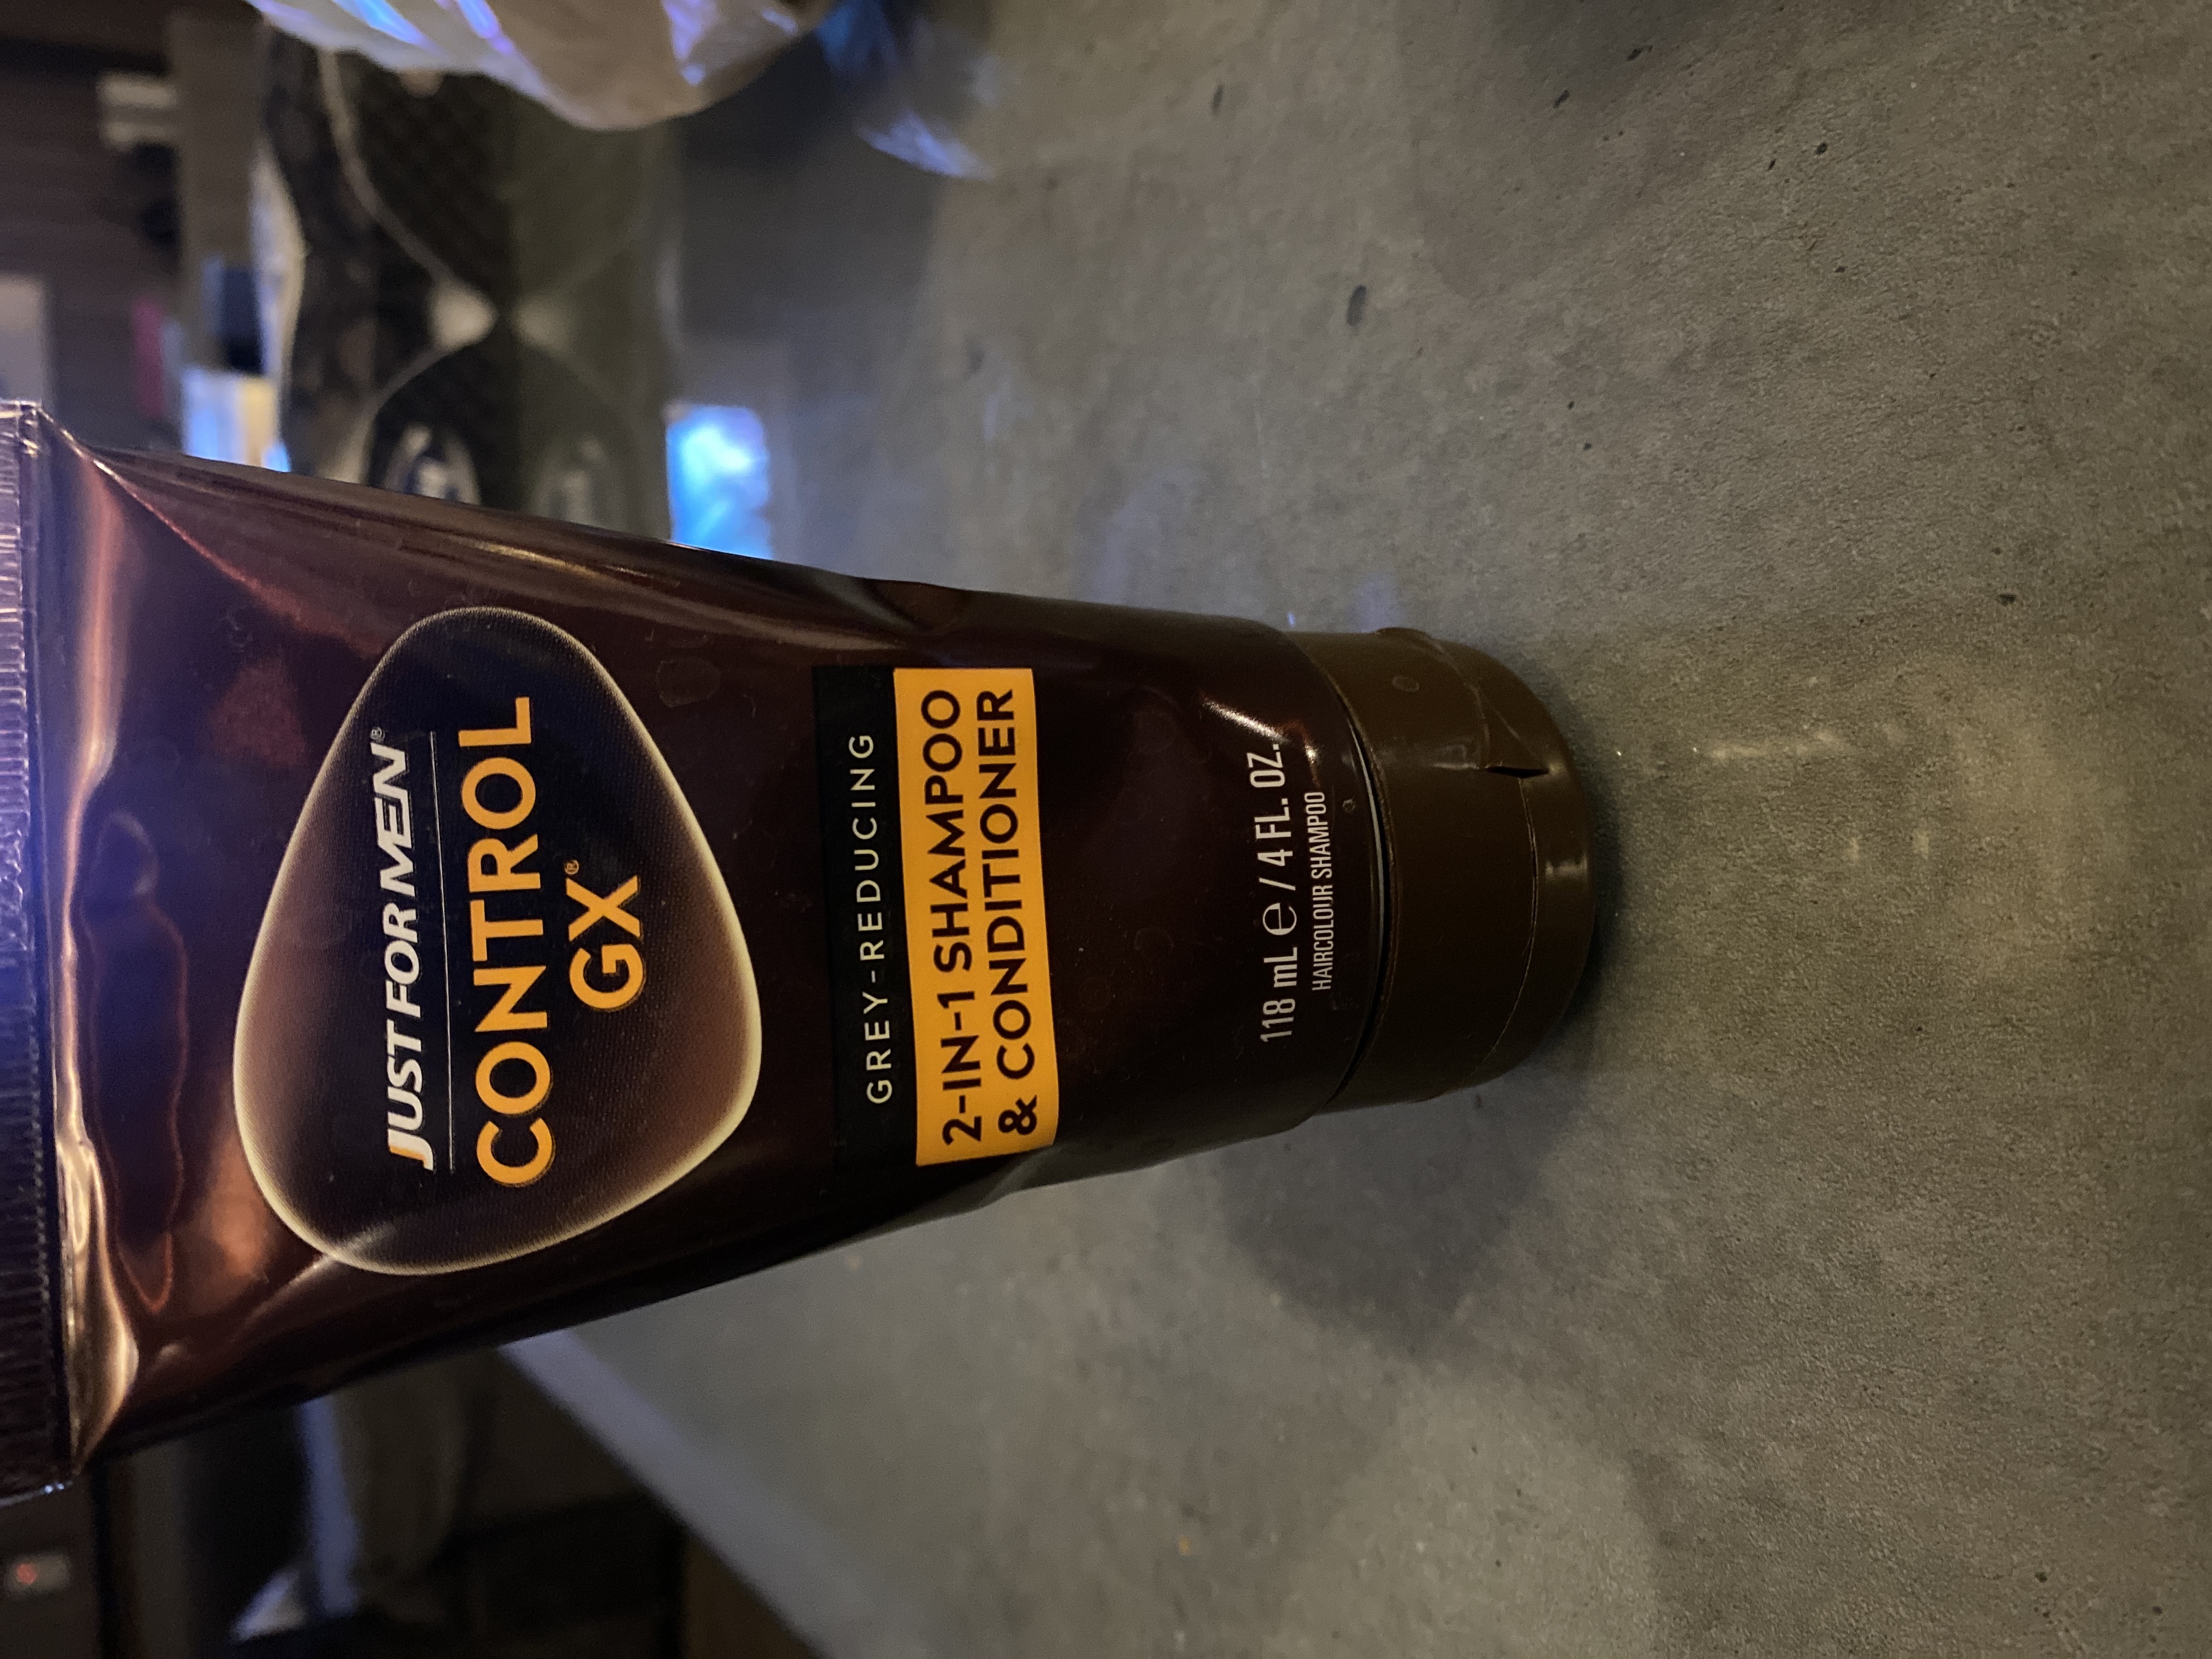 JUST FOR MEN®
CONTROL
GX®
GREY-REDUCING
2-IN-1 SHAMPOO
& CONDITIONER
118 mL ℮ / 4 FL. OZ.
HAIRCOLOUR SHAMPOO